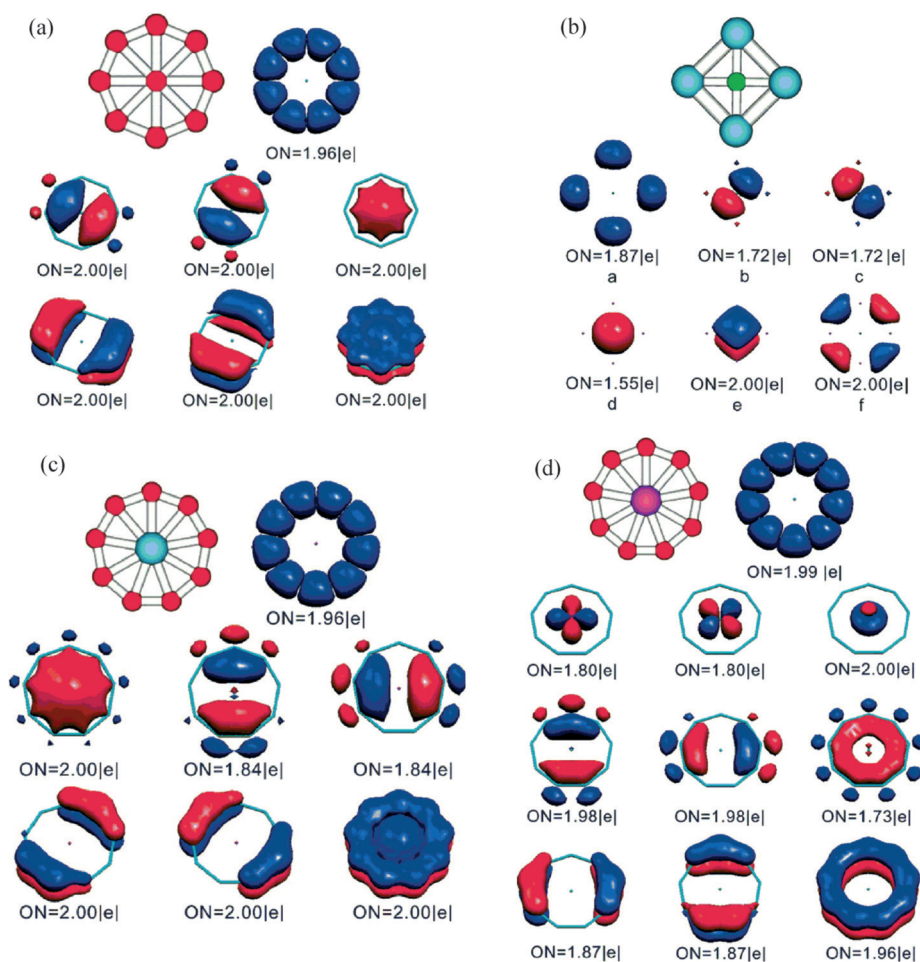 (a)
ON=1.96|e|
ON=2.00|e| ON=2.00|e| ON=2.00|e|
ON=2.00|e| ON=2.00|e| ON=2.00|e|
(b)
ON=1.87|e| ON=1.72|e| ON=1.72|e|
a b c
ON=1.55|e| ON=2.00|e| ON=2.00|e|
d e f
(c)
ON=1.96|e|
ON=2.00|e| ON=1.84|e| ON=1.84|e|
ON=2.00|e| ON=2.00|e| ON=2.00|e|
(d)
ON=1.99 |e|
ON=1.80|e| ON=1.80|e| ON=2.00|e|
ON=1.98|e| ON=1.98|e| ON=1.73|e|
ON=1.87|e| ON=1.87|e| ON=1.96|e|